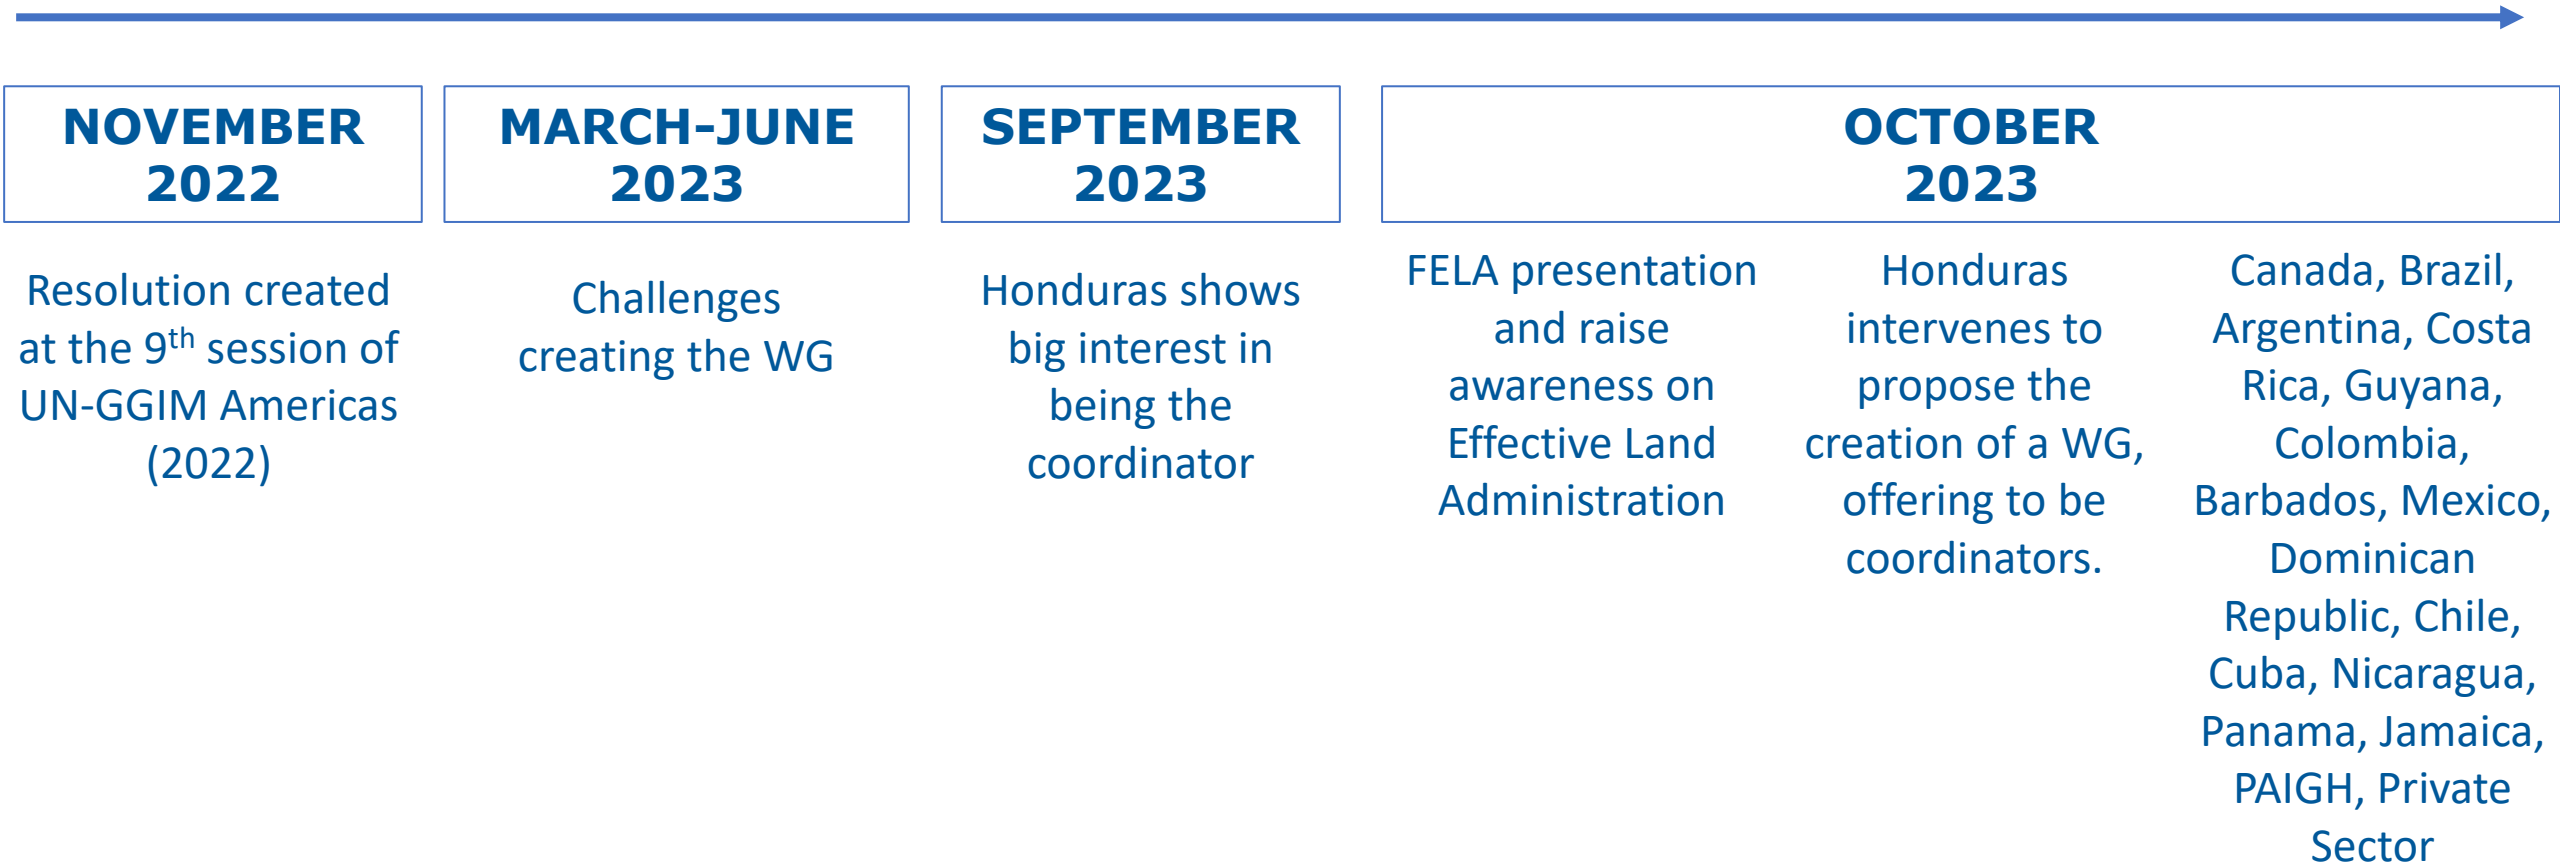 NOVEMBER
2022
Resolution created
at the 9th session of
UN-GGIM Americas
(2022)
MARCH-JUNE
2023
Challenges
creating the WG
SEPTEMBER
2023
Honduras shows
big interest in
being the
coordinator
OCTOBER
2023
FELA presentation
and raise
awareness on
Effective Land
Administration
Honduras
intervenes to
propose the
creation of a WG,
offering to be
coordinators.
Canada, Brazil,
Argentina, Costa
Rica, Guyana,
Colombia,
Barbados, Mexico,
Dominican
Republic, Chile,
Cuba, Nicaragua,
Panama, Jamaica,
PAIGH, Private
Sector